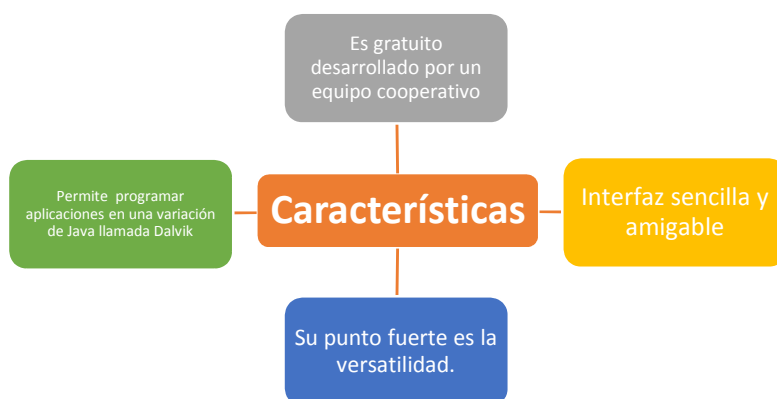 Es gratuito
desarrollado por un
equipo cooperativo
Permite programar
aplicaciones en una variación
de Java llamada Dalvik
Características
Interfaz sencilla y
amigable
Su punto fuerte es la
versatilidad.